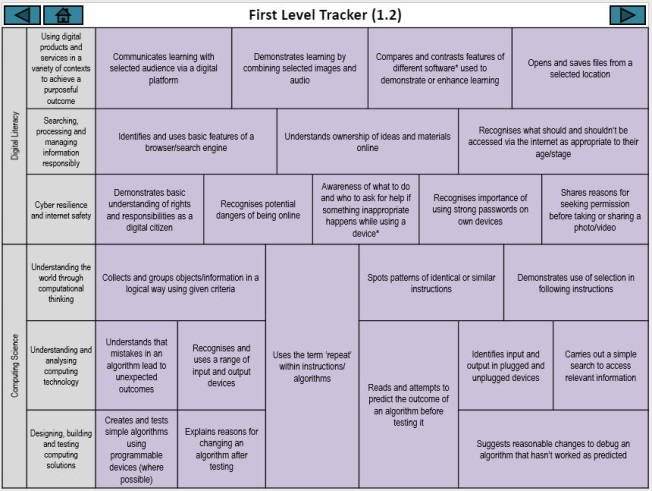 First Level Tracker (1.2)
Digital Literacy
Using digital
products and
services in a
variety of contexts
to achieve a
purposeful
outcome
Communicates learning with
selected audience via a digital
platform
Demonstrates learning by
combining selected images and
audio
Compares and contrasts features of
different software* used to
demonstrate or enhance learning
Opens and saves files from a
selected location
Searching,
processing and
managing
information
responsibly
Identifies and uses basic features of a
browser/search engine
Understands ownership of ideas and materials
online
Recognises what should and shouldn't be
accessed via the internet as appropriate to their
age/stage
Cyber resilience
and internet safety
Demonstrates basic
understanding of rights
and responsibilities as a
digital citizen
Recognises potential
dangers of being online
Awareness of what to do
and who to ask for help if
something inappropriate
happens while using a
device*
Recognises importance of
using strong passwords on
own devices
Shares reasons for
seeking permission
before taking or sharing a
photo/video
Computing Science
Understanding the
world through
computational
thinking
Collects and groups objects/information in a
logical way using given criteria
Uses the term 'repeat'
within instructions/
algorithms
Spots patterns of identical or similar
instructions
Demonstrates use of selection in
following instructions
Understanding and
analysing
computing
technology
Understands that
mistakes in an
algorithm lead to
unexpected
outcomes
Recognises and
uses a range of
input and output
devices
Reads and attempts to
predict the outcome of
an algorithm before
testing it
Identifies input and
output in plugged and
unplugged devices
Carries out a simple
search to access
relevant information
Designing, building
and testing
computing
solutions
Creates and tests
simple algorithms
using
programmable
devices (where
possible)
Explains reasons for
changing an
algorithm after
testing
Suggests reasonable changes to debug an
algorithm that hasn't worked as predicted